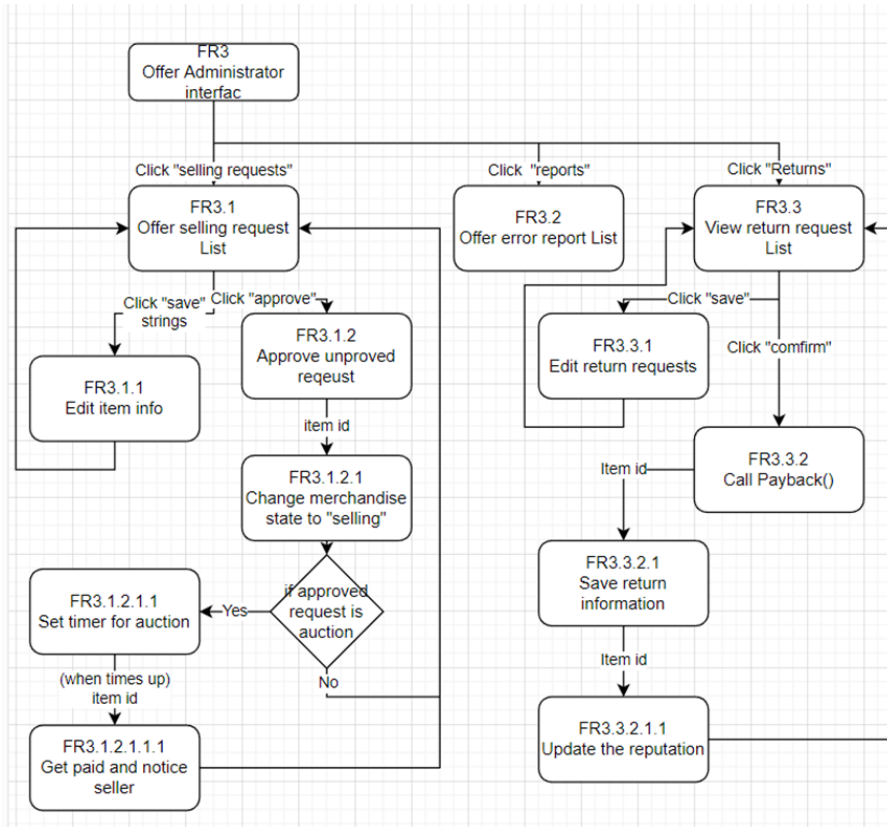 FR3
Offer Administrator
interfac
Click "selling requests"
Click "reports"
Click "Returns"
FR3.1
Offer selling request
List
FR3.2
Offer error report List
FR3.3
View return request
List
Click "save"
strings
Click "approve"
Click "save"
FR3.1.2
Approve unproved
reqeust
FR3.3.1
Edit return requests
Click "comfirm"
FR3.1.1
Edit item info
item id
FR3.1.2.1
Change merchandise
state to "selling"
Item id
FR3.3.2
Call Payback()
FR3.3.2.1
Save return
information
if approved
request is
auction
Yes
FR3.1.2.1.1
Set timer for auction
Item id
(when times up)
item id
No
FR3.3.2.1.1
Update the reputation
FR3.1.2.1.1.1
Get paid and notice
seller